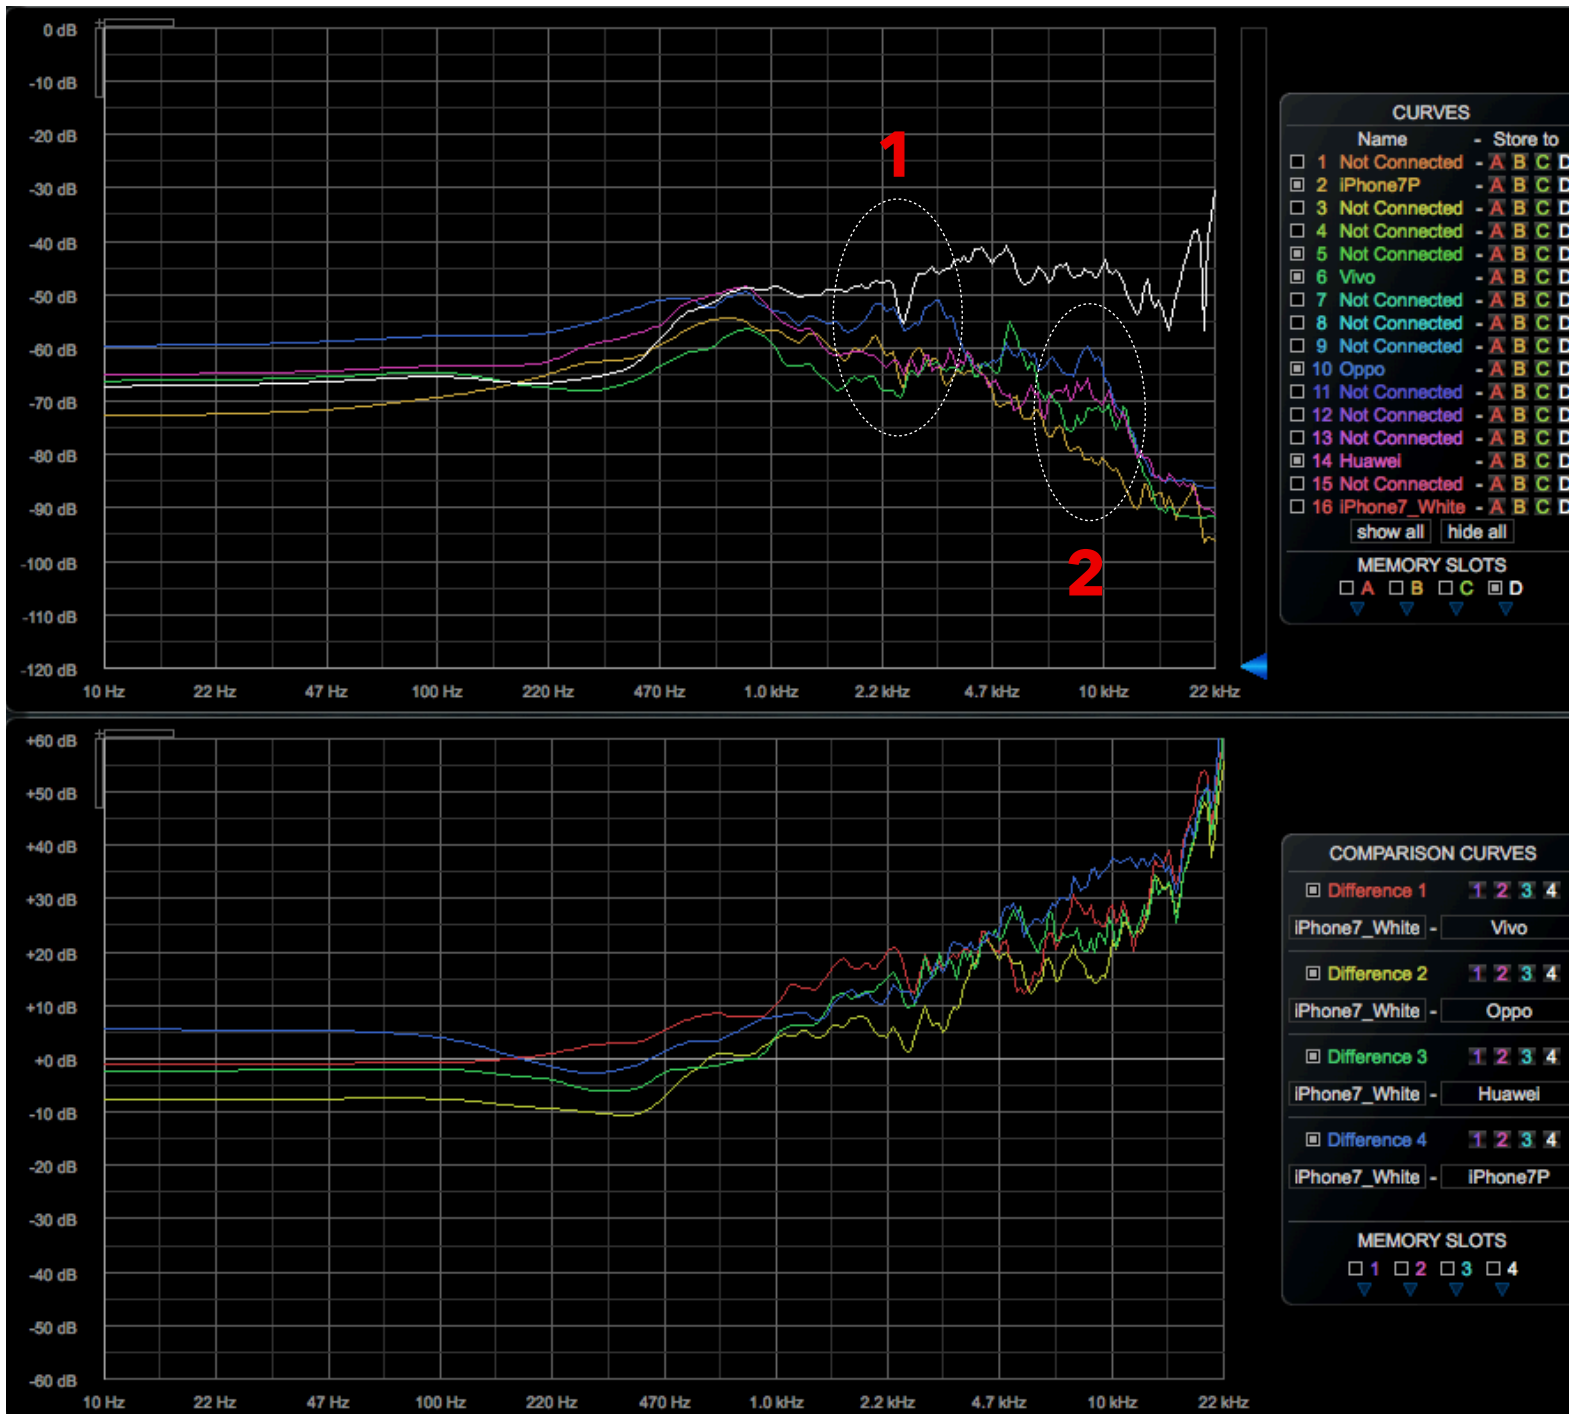 0 dB
-10 dB
-20 dB
-30 dB
-40 dB
-50 dB
-60 dB
-70 dB
-80 dB
-90 dB
-100 dB
-110 dB
-120 dB
10 Hz 22 Hz 47 Hz 100 Hz 220 Hz 470 Hz 1.0 kHz 2.2 kHz 4.7 kHz 10 kHz 22 kHz
1
2
CURVES
Name - Store to
1 Not Connected - A B C D
2 iPhone7P - A B C D
3 Not Connected - A B C D
4 Not Connected - A B C D
5 Not Connected - A B C D
6 Vivo - A B C D
7 Not Connected - A B C D
8 Not Connected - A B C D
9 Not Connected - A B C D
10 Oppo - A B C D
11 Not Connected - A B C D
12 Not Connected - A B C D
13 Not Connected - A B C D
14 Huawei - A B C D
15 Not Connected - A B C D
16 iPhone7_White - A B C D
show all hide all
MEMORY SLOTS
A B C D
+60 dB
+50 dB
+40 dB
+30 dB
+20 dB
+10 dB
+0 dB
-10 dB
-20 dB
-30 dB
-40 dB
-50 dB
-60 dB
10 Hz 22 Hz 47 Hz 100 Hz 220 Hz 470 Hz 1.0 kHz 2.2 kHz 4.7 kHz 10 kHz 22 kHz
COMPARISON CURVES
Difference 1 1 2 3 4
iPhone7_White - Vivo
Difference 2 1 2 3 4
iPhone7_White - Oppo
Difference 3 1 2 3 4
iPhone7_White - Huawei
Difference 4 1 2 3 4
iPhone7_White - iPhone7P
MEMORY SLOTS
1 2 3 4